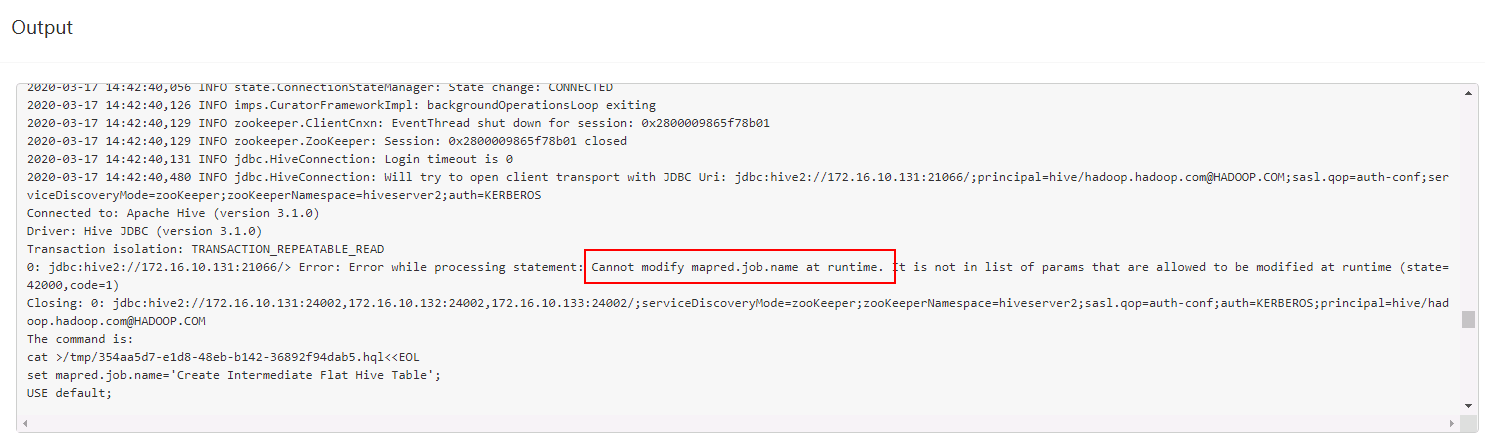 Output
2020-03-17 14:42:40,056 INFO state.ConnectionStateManager: State change: CONNECTED
2020-03-17 14:42:40,126 INFO imps.CuratorFrameworkImpl: backgroundOperationsLoop exiting
2020-03-17 14:42:40,129 INFO zookeeper.ClientCnxn: EventThread shut down for session: 0x2800009865f78b01
2020-03-17 14:42:40,129 INFO zookeeper.ZooKeeper: Session: 0x2800009865f78b01 closed
2020-03-17 14:42:40,131 INFO jdbc.HiveConnection: Login timeout is 0
2020-03-17 14:42:40,480 INFO jdbc.HiveConnection: Will try to open client transport with JDBC Uri: jdbc:hive2://172.16.10.131:21066/;principal=hive/hadoop.hadoop.com@HADOOP.COM;sasl.qop=auth-conf;ser
viceDiscoveryMode=zooKeeper;zooKeeperNamespace=hiveserver2;auth=KERBEROS
Connected to: Apache Hive (version 3.1.0)
Driver: Hive JDBC (version 3.1.0)
Transaction isolation: TRANSACTION_REPEATABLE_READ
0: jdbc:hive2://172.16.10.131:21066/> Error: Error while processing statement: Cannot modify mapred.job.name at runtime. It is not in list of params that are allowed to be modified at runtime (state=
42000,code=1)
Closing: 0: jdbc:hive2://172.16.10.131:24002,172.16.10.132:24002,172.16.10.133:24002/;serviceDiscoveryMode=zooKeeper;zooKeeperNamespace=hiveserver2;sasl.qop=auth-conf;auth=KERBEROS;principal=hive/had
oop.hadoop.com@HADOOP.COM
The command is:
cat >/tmp/354aa5d7-e1d8-48eb-b142-36892f94dab5.hql<<EOL
set mapred.job.name='Create Intermediate Flat Hive Table';
USE default;